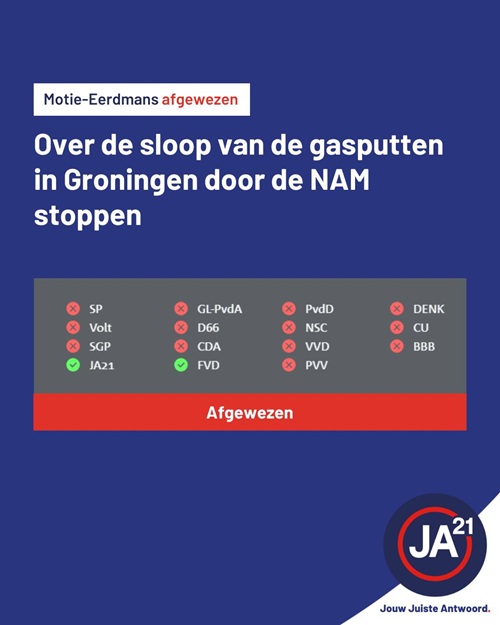 Motie-Eerdmans afgewezen
Over de sloop van de gasputten
in Groningen door de NAM
stoppen
SP GL-PvdA PvdD DENK
Volt D66 NSC CU
SGP CDA VVD BBB
JA21 FVD PVV
Afgewezen
JA21
Jouw Juiste Antwoord.